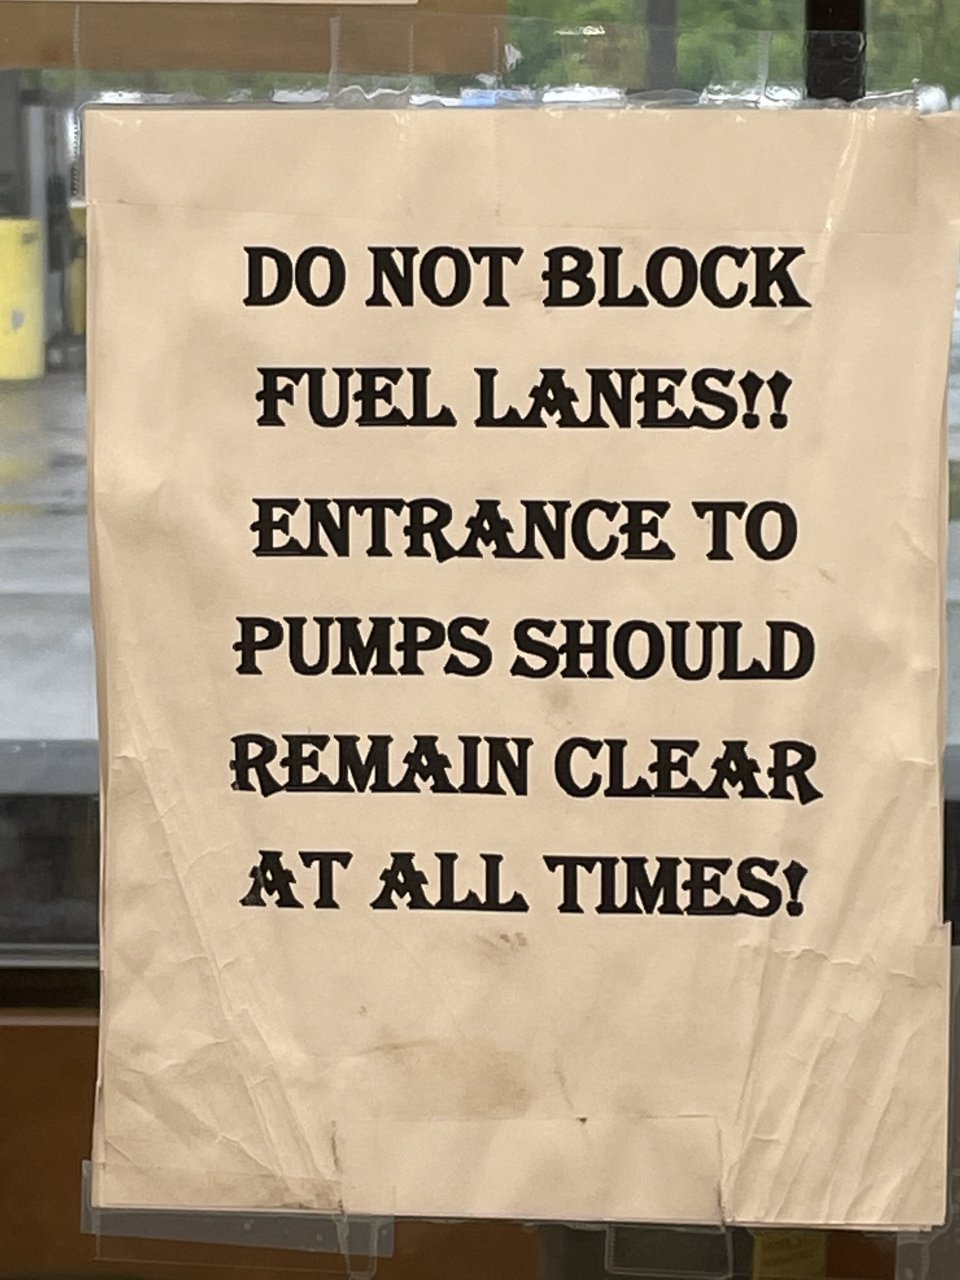 DO NOT BLOCK
FUEL LANES!!
ENTRANCE TO
PUMPS SHOULD
REMAIN CLEAR
AT ALL TIMES!